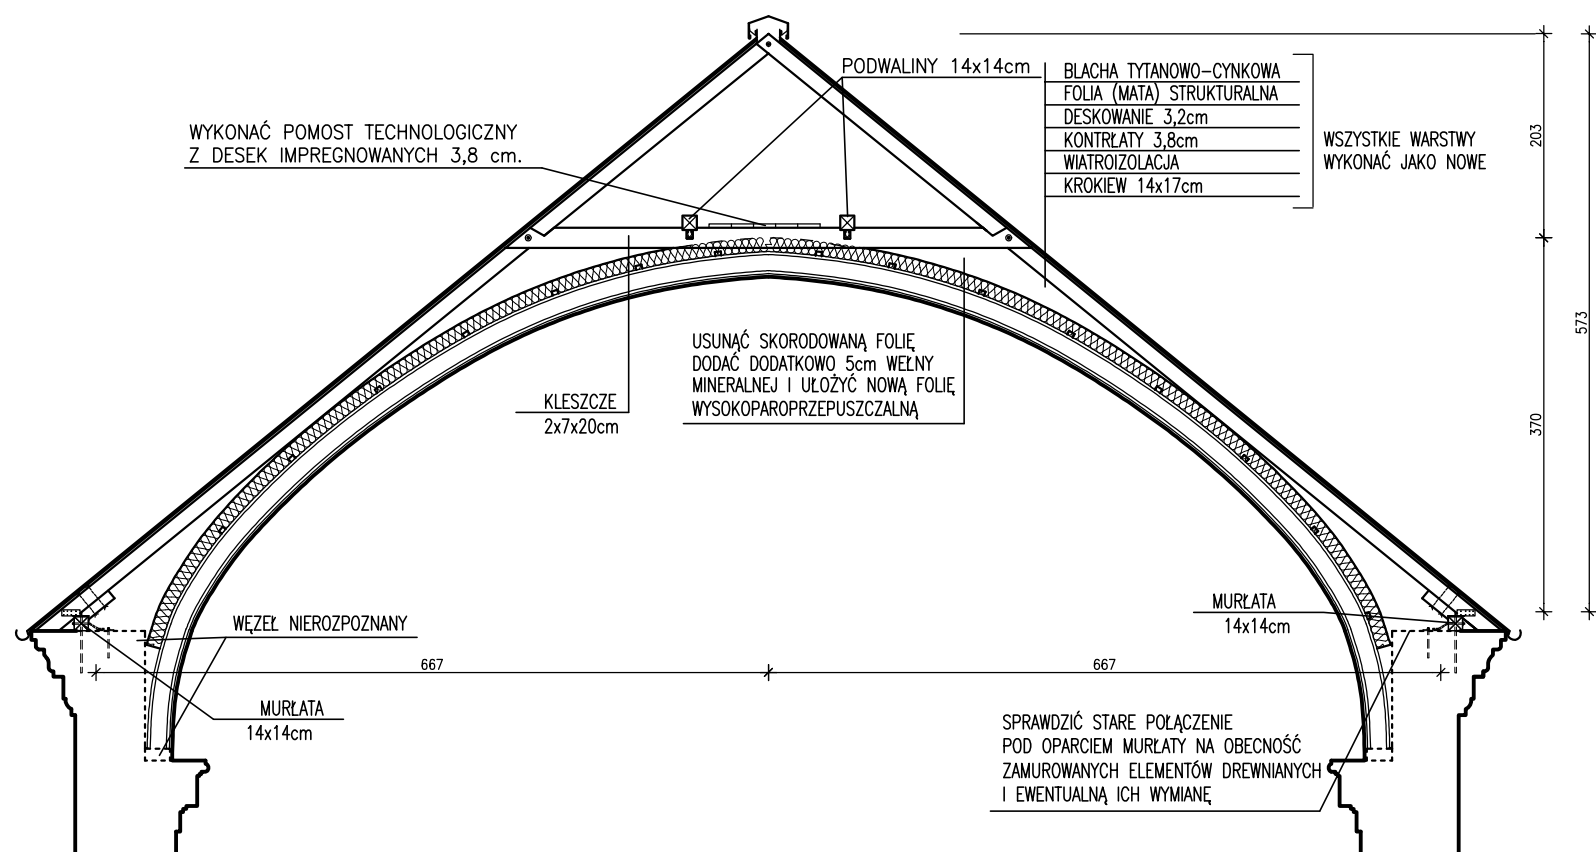 PODWALINY 14x14cm
BLACHA TYTANOWO-CYNKOWA
FOLIA (MATA) STRUKTURALNA
DESKOWANIE 3,2cm
KONTRŁATY 3,8cm
WIATROIZOLACJA
KROKIEW 14x17cm
WSZYSTKIE WARSTWY
WYKONAĆ JAKO NOWE
WYKONAĆ POMOST TECHNOLOGICZNY
Z DESEK IMPREGNOWANYCH 3,8 cm.
203
573
370
USUNĄĆ SKORODOWANĄ FOLIĘ
DODAĆ DODATKOWO 5cm WEŁNY
MINERALNEJ I UŁOŻYĆ NOWĄ FOLIĘ
WYSOKOPAROPRZEPUSZCZALNĄ
KLESZCZE
2x7x20cm
WĘZEŁ NIEROZPOZNANY
MURŁATA
14x14cm
667
667
MURŁATA
14x14cm
SPRAWDZIĆ STARE POŁĄCZENIE
POD OPARCIEM MURŁATY NA OBECNOŚĆ
ZAMUROWANYCH ELEMENTÓW DREWNIANYCH
I EWENTUALNĄ ICH WYMIANĘ